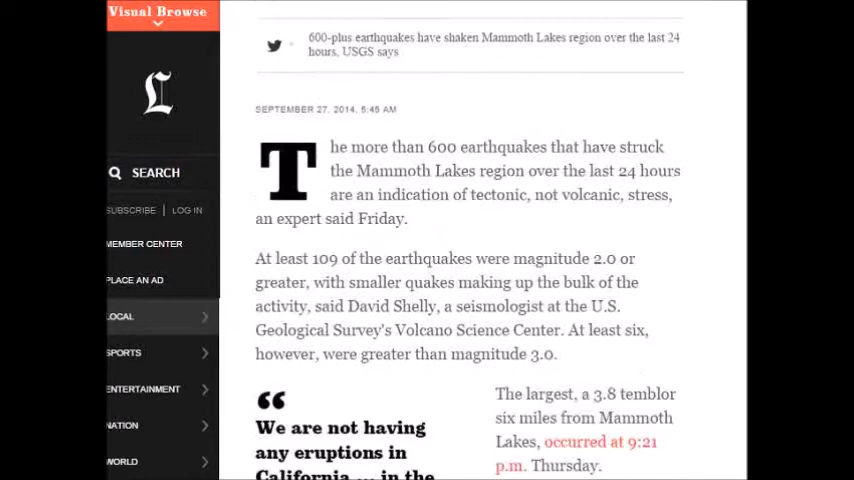 Visual Browse
L
SEARCH
SUBSCRIBE | LOG IN
MEMBER CENTER
PLACE AN AD
LOCAL
SPORTS
ENTERTAINMENT
NATION
WORLD
600-plus earthquakes have shaken Mammoth Lakes region over the last 24
hours, USGS says
SEPTEMBER 27, 2014, 5:45 AM
The more than 600 earthquakes that have struck
the Mammoth Lakes region over the last 24 hours
are an indication of tectonic, not volcanic, stress,
an expert said Friday.
At least 109 of the earthquakes were magnitude 2.0 or
greater, with smaller quakes making up the bulk of the
activity, said David Shelly, a seismologist at the U.S.
Geological Survey's Volcano Science Center. At least six,
however, were greater than magnitude 3.0.
“
We are not having
any eruptions in
California ... in the
The largest, a 3.8 temblor
six miles from Mammoth
Lakes, occurred at 9:21
p.m. Thursday.